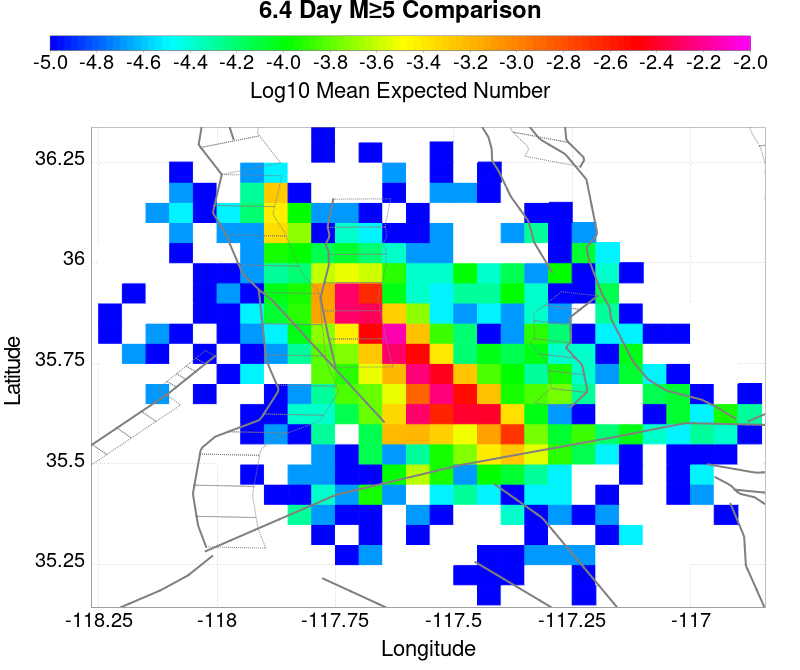 6.4 Day M≥5 Comparison
-5.0 -4.8 -4.6 -4.4 -4.2 -4.0 -3.8 -3.6 -3.4 -3.2 -3.0 -2.8 -2.6 -2.4 -2.2 -2.0
Log10 Mean Expected Number
36.25
36
35.75
35.5
35.25
Latitude
-118.25 -118 -117.75 -117.5 -117.25 -117
Longitude